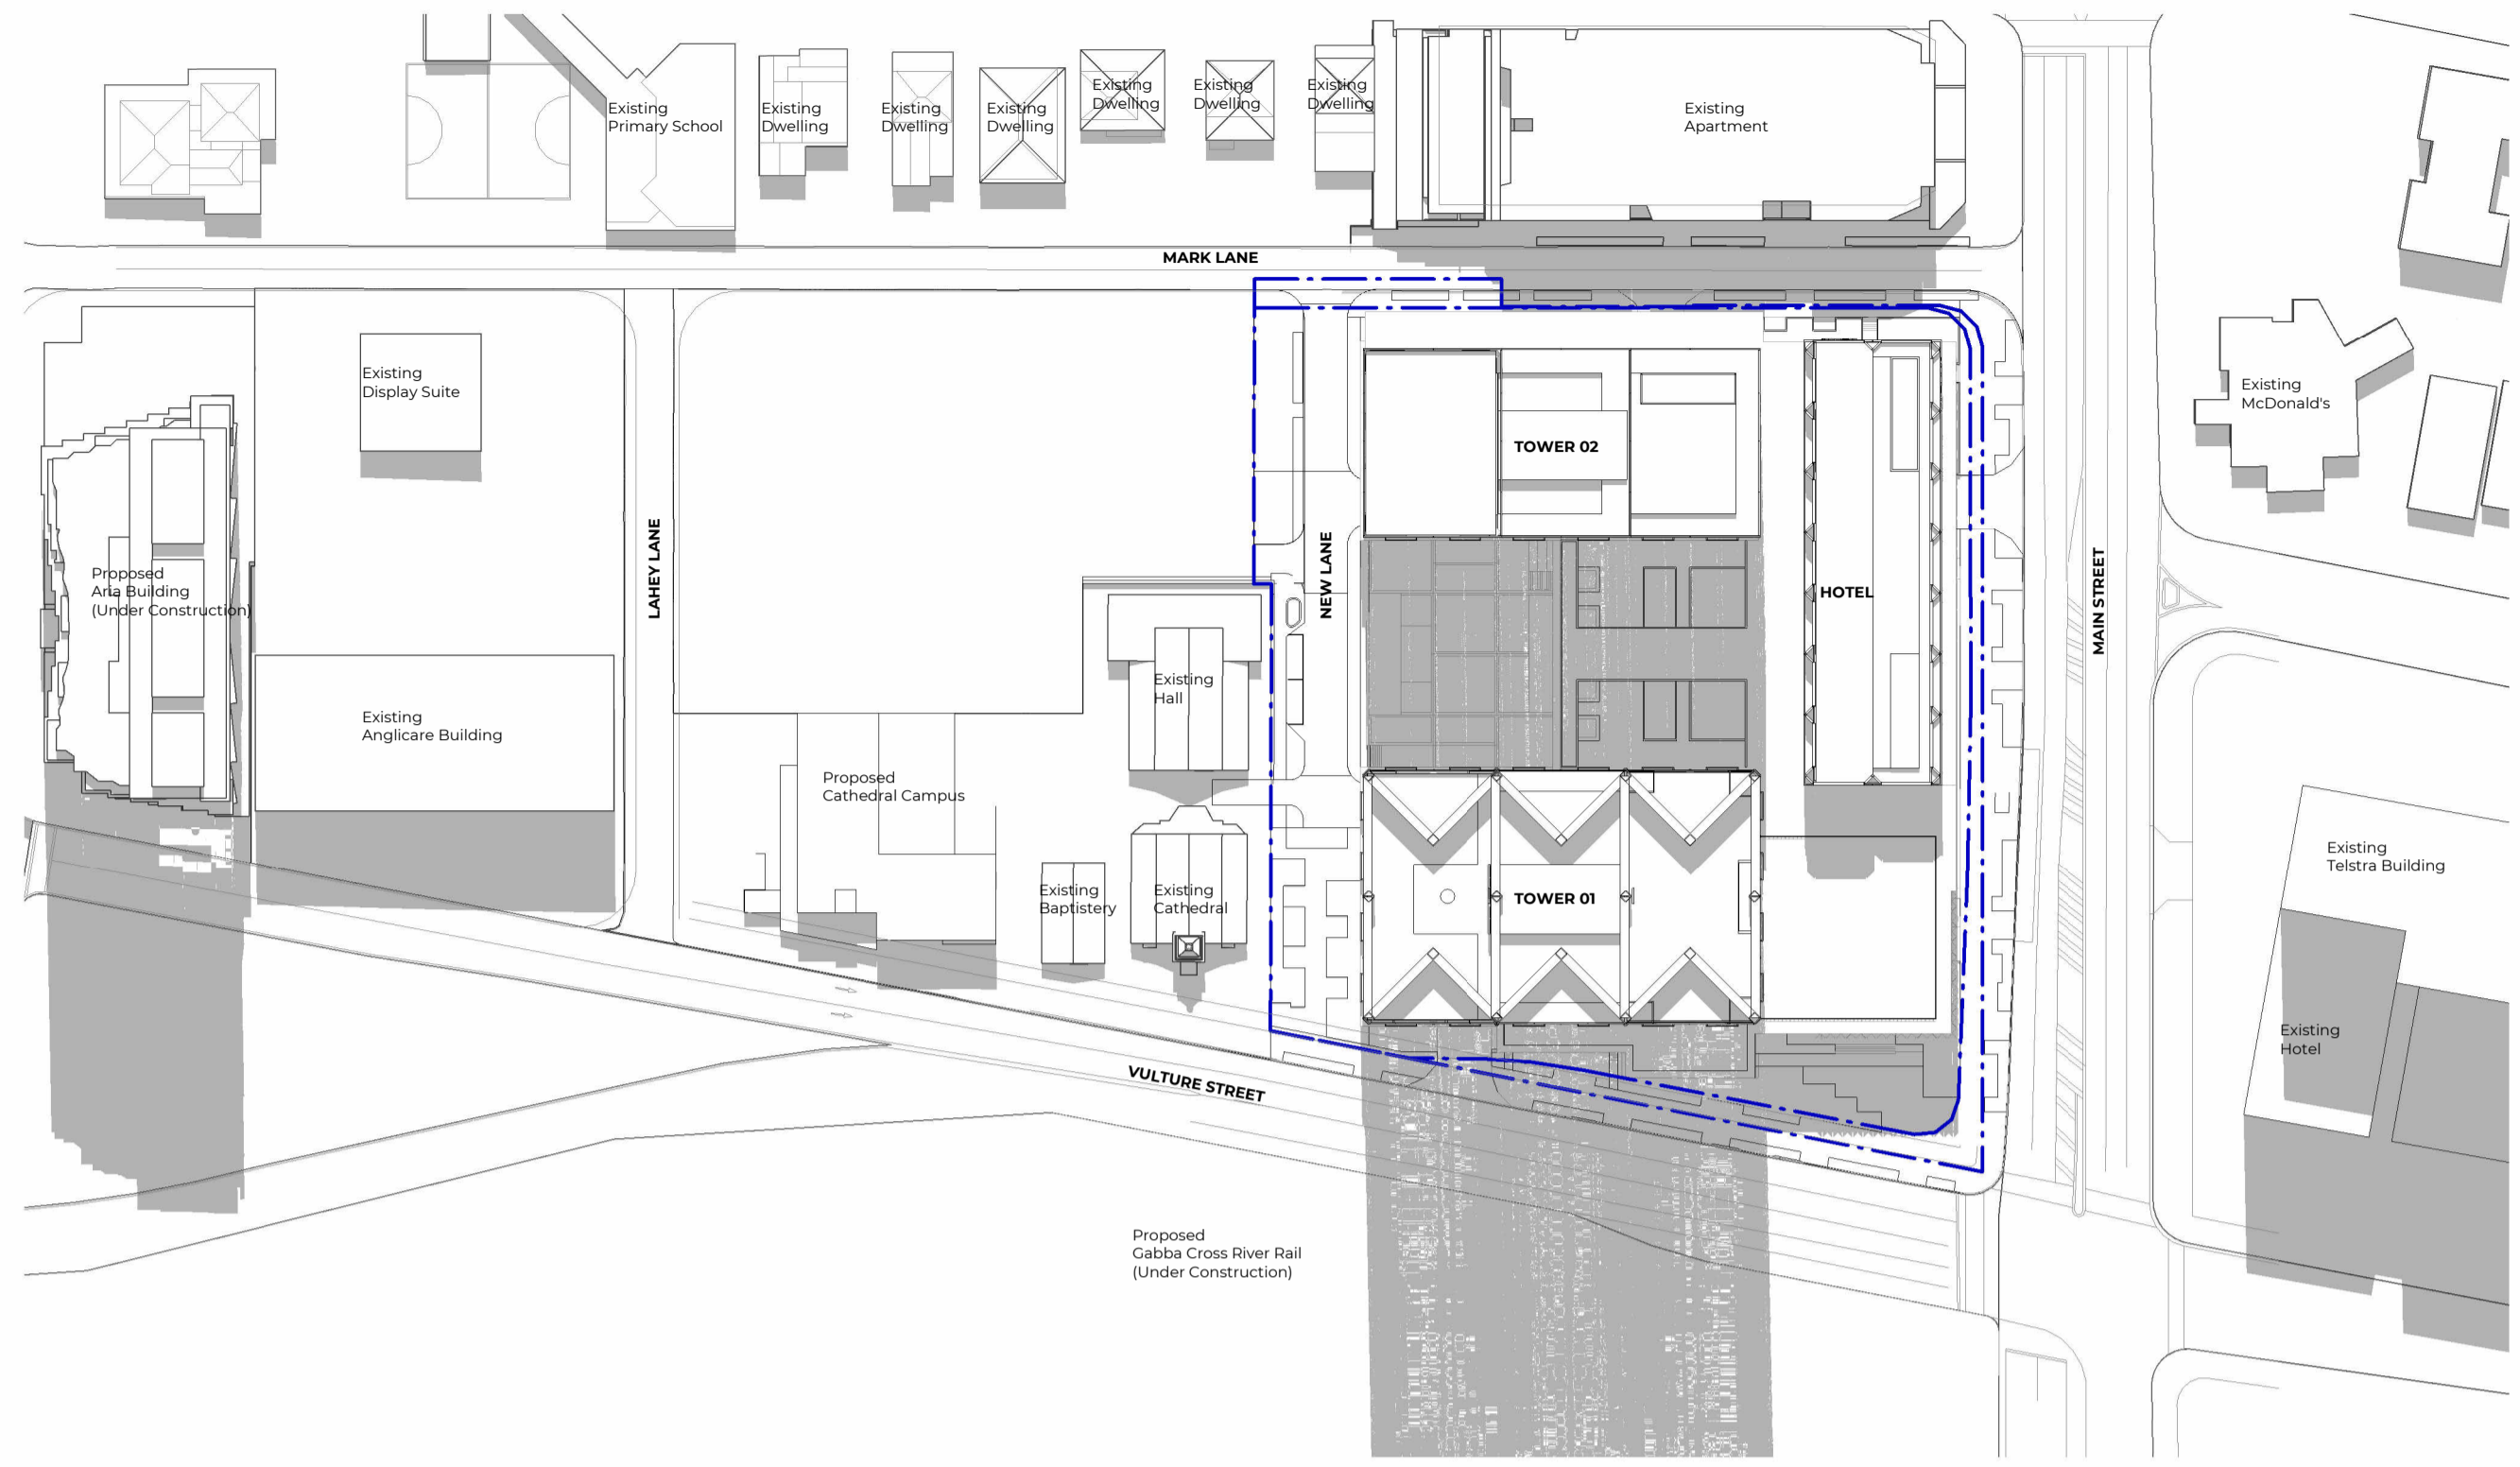 Existing
Primary School
Existing
Dwelling
Existing
Dwelling
Existing
Dwelling
Existing
Dwelling
Existing
Dwelling
Existing
Dwelling
Existing
Apartment
MARK LANE
Existing
Display Suite
TOWER 02
Existing
McDonald's
LAHEY LANE
NEW LANE
HOTEL
MAIN STREET
Proposed
Aria Building
(Under Construction)
Existing
Anglicare Building
Existing
Hall
Proposed
Cathedral Campus
Existing
Baptistery
Existing
Cathedral
TOWER 01
Existing
Telstra Building
Existing
Hotel
VULTURE STREET
Proposed
Gabba Cross River Rail
(Under Construction)